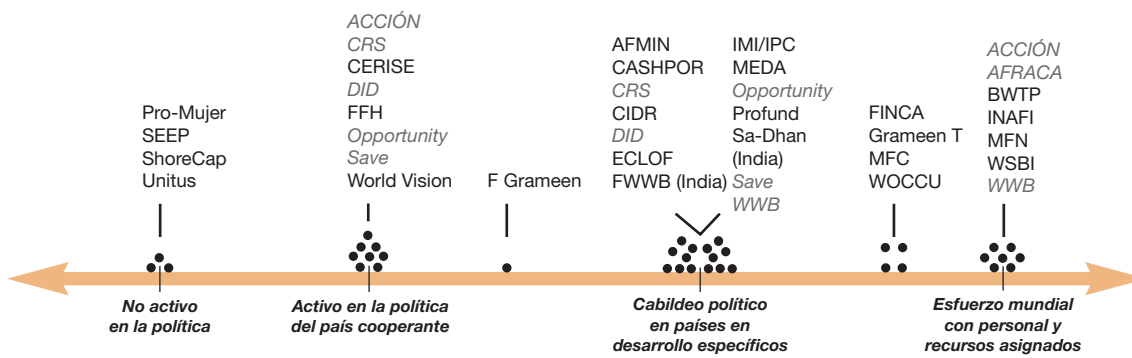 Pro-Mujer
SEEP
ShoreCap
Unitus
ACCIÓN
CRS
CERISE
DID
FFH
Opportunity
Save
World Vision
F Grameen
AFMIN
CASHPOR
CRS
CIDR
DID
ECLOF
FWWB (India)
IMI/IPC
MEDA
Opportunity
Profund
Sa-Dhan
(India)
Save
WWB
FINCA
Grameen T
MFC
WOCCU
ACCIÓN
AFRACA
BWTP
INAFI
MFN
WSBI
WWB
No activo
en la política
Activo en la política
del país cooperante
Cabildeo político
en países en
desarrollo específicos
Esfuerzo mundial
con personal y
recursos asignados